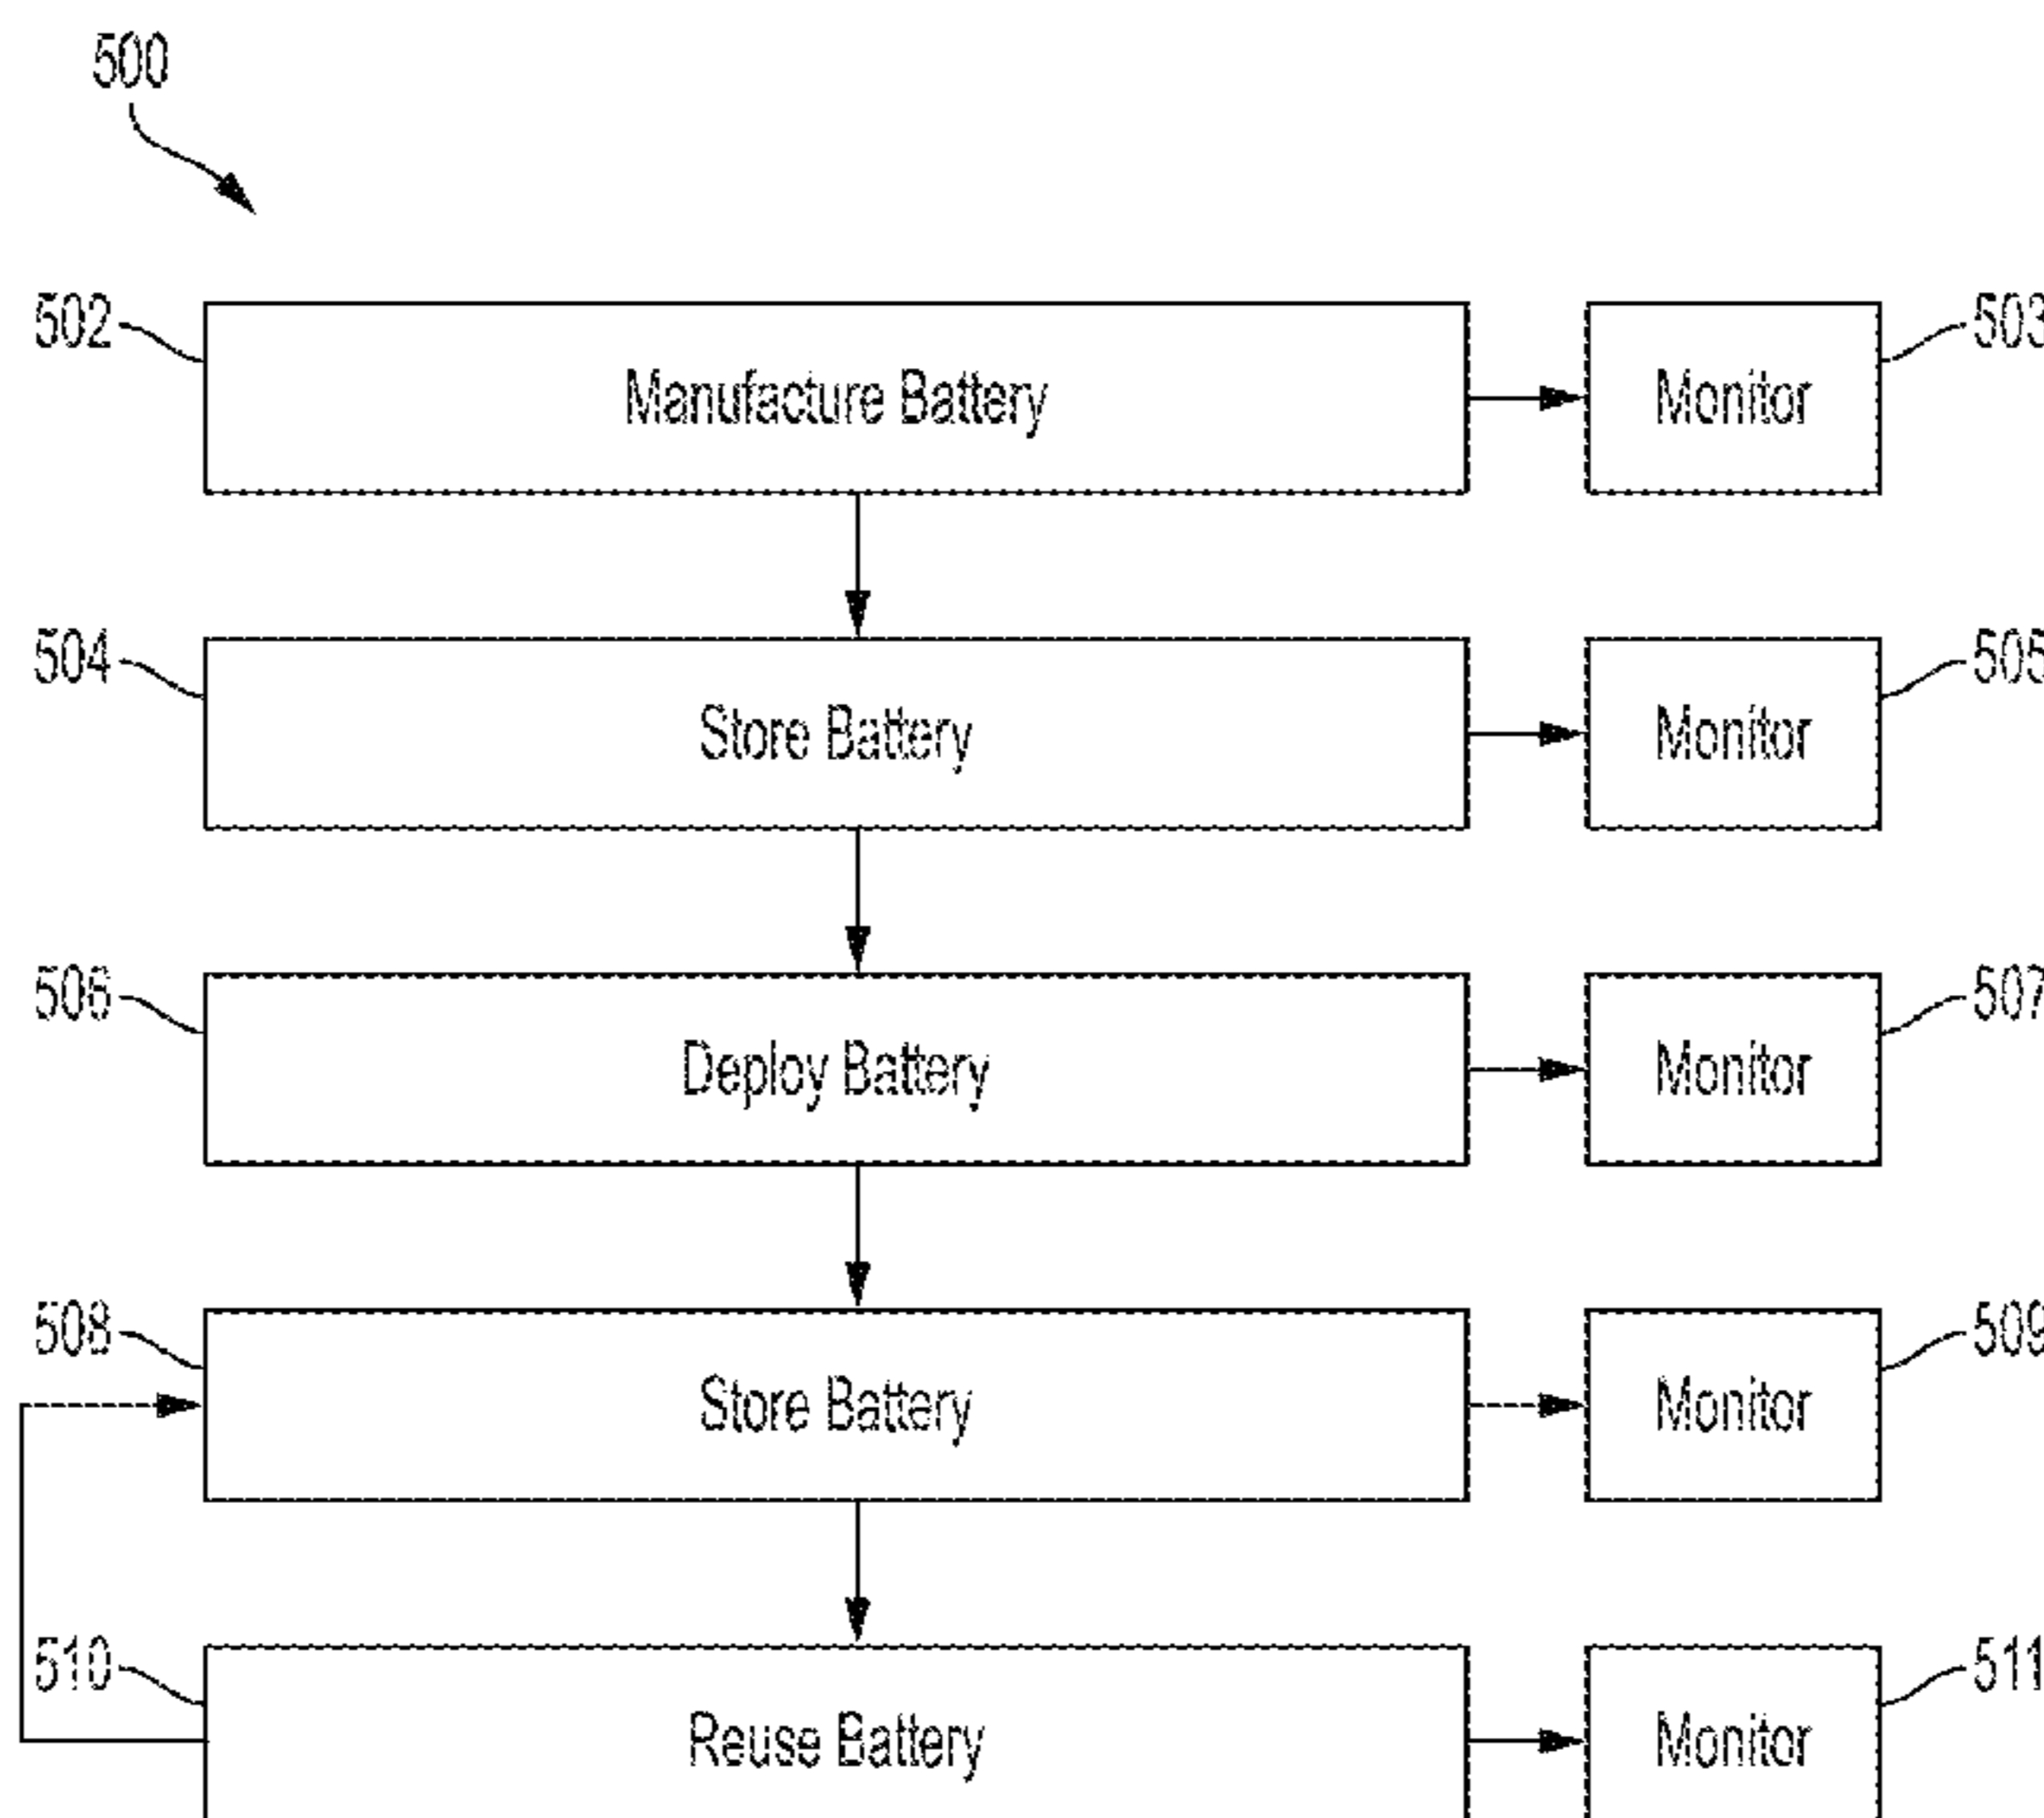 500
502 Manufacture Battery Monitor 503
504 Store Battery Monitor 505
506 Deploy Battery Monitor 507
508 Store Battery Monitor 509
510 Reuse Battery Monitor 511